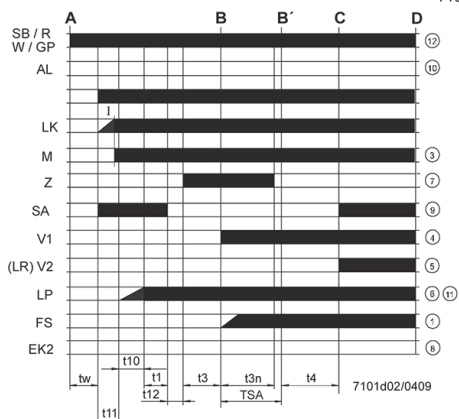 A B B´ C D
SB / R
W / GP
12
AL 10
1
LK
M 3
Z 7
SA 9
V1 4
(LR) V2 5
LP 6 11
FS 1
EK2 8
t10
tw t1 t3 t3n t4 7101d02/0409
t12 TSA
t11